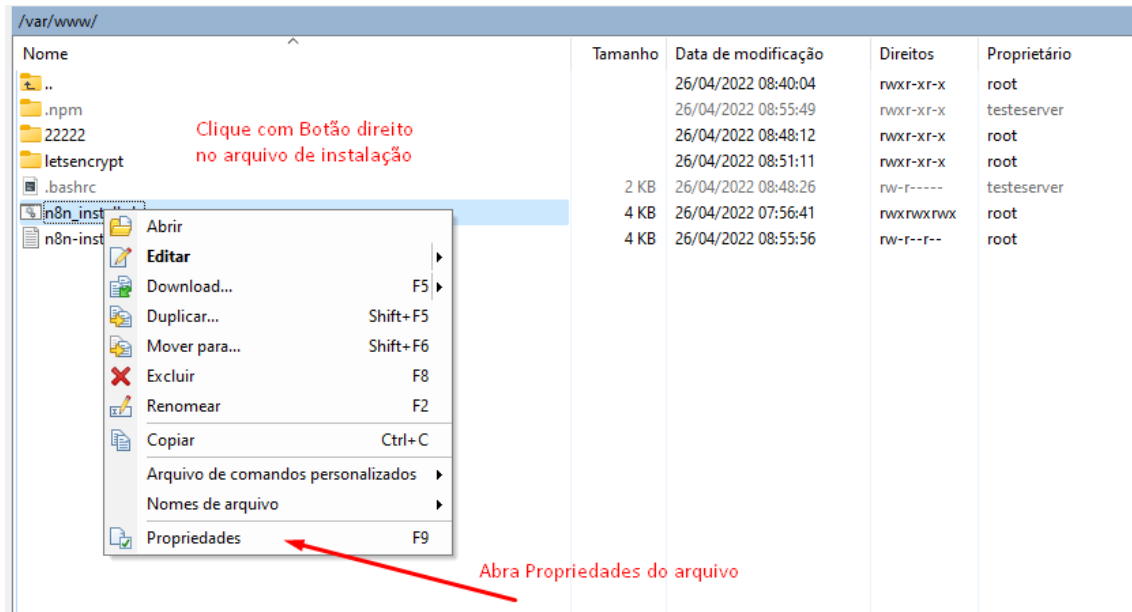 /var/www/
Nome Tamanho Data de modificação Direitos Proprietário
.. 26/04/2022 08:40:04 rwxr-xr-x root
.npm 26/04/2022 08:55:49 rwxr-xr-x testeserver
22222 26/04/2022 08:48:12 rwxr-xr-x root
letsencrypt 26/04/2022 08:51:11 rwxr-xr-x root
.bashrc 2 KB 26/04/2022 08:48:26 rw-r----- testeserver
4 KB 26/04/2022 07:56:41 rwxrwxrwx root
n8n-inst 4 KB 26/04/2022 08:55:56 rw-r--r-- root
Clique com Botão direito
no arquivo de instalação
Abrir
Editar
Download... F5
Duplicar... Shift+F5
Mover para... Shift+F6
Excluir F8
Renomear F2
Copiar Ctrl+C
Arquivo de comandos personalizados
Nomes de arquivo
Propriedades F9
Abra Propriedades do arquivo